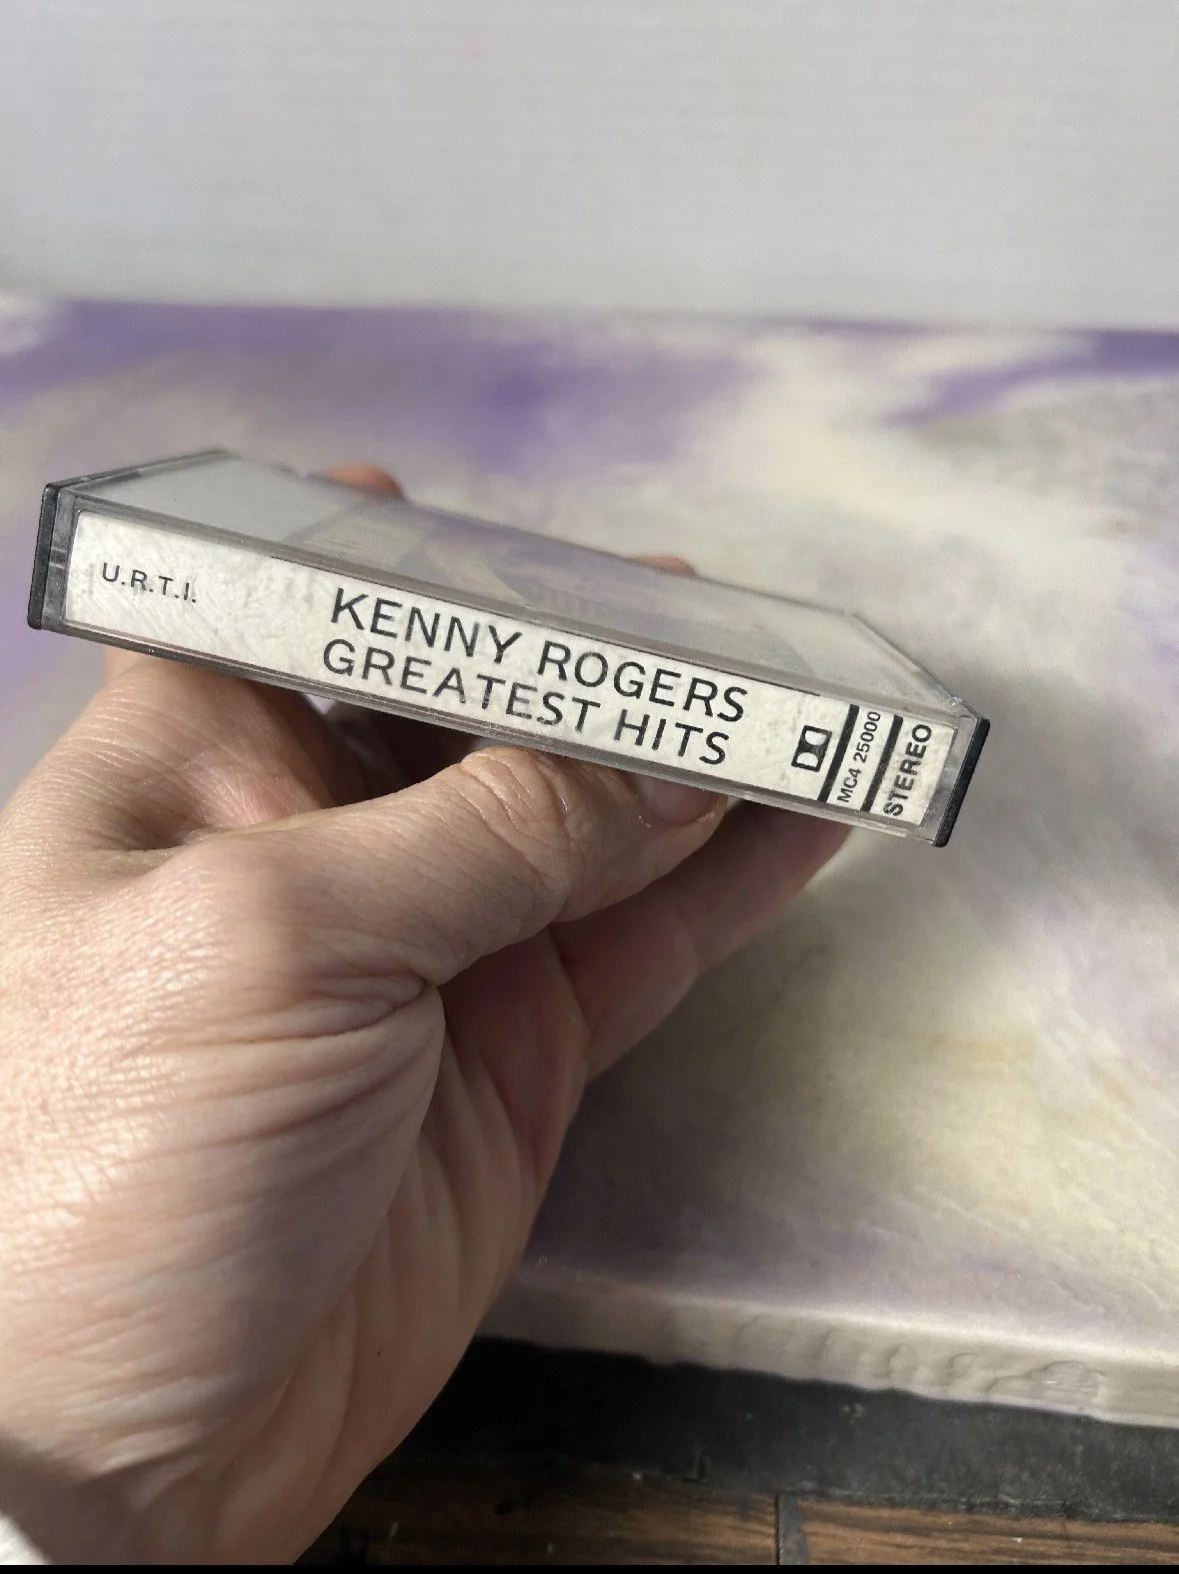 U.R.T.I.
KENNY ROGERS
GREATEST HITS
MC4 25000
STEREO